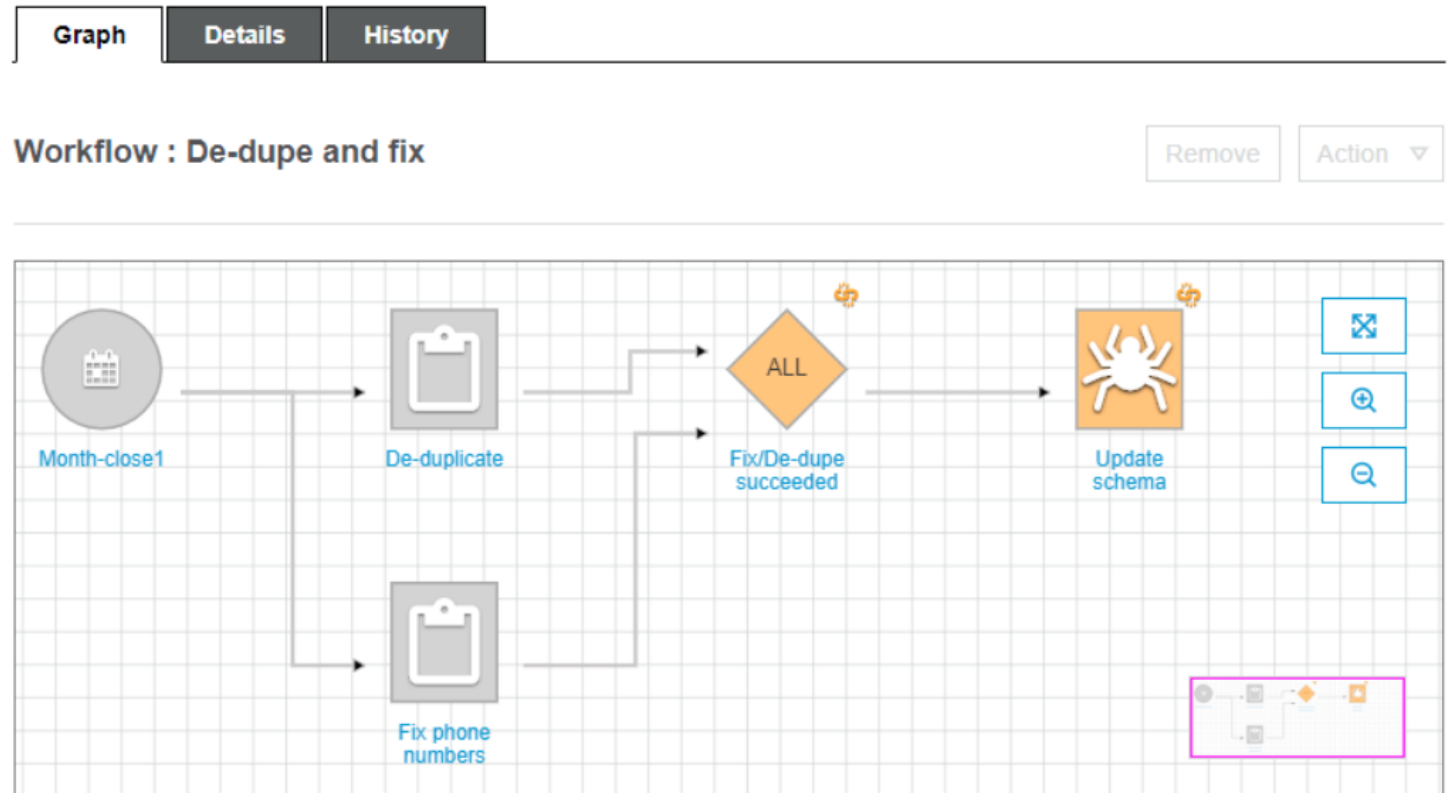 Graph Details History
Workflow : De-dupe and fix
Remove Action
ALL
Month-close1 De-duplicate Fix/De-dupe Update
succeeded schema
Fix phone
numbers